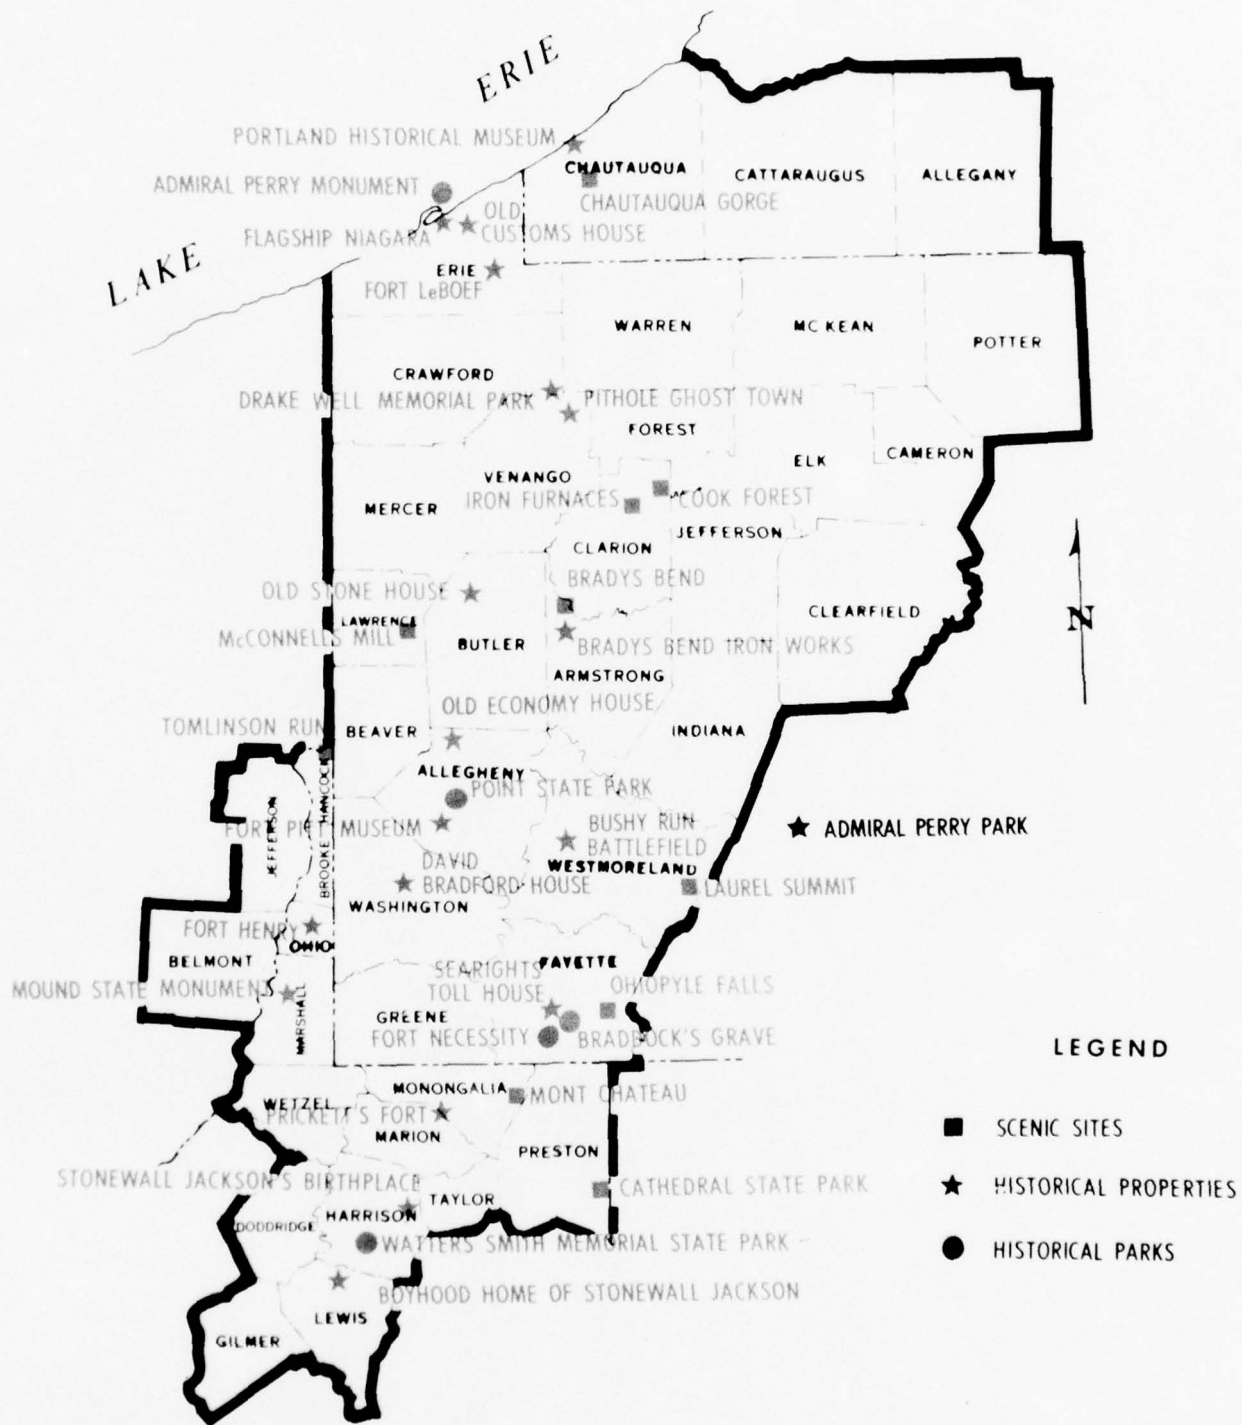 ERIE
LAKE
PORTLAND HISTORICAL MUSEUM
CHAUTAUQUA
CATTARAUGUS
ALLEGANY
ADMIRAL PERRY MONUMENT
CHAUTAUQUA GORGE
OLD
CUSTOMS HOUSE
FLAGSHIP NIAGARA
ERIE
FORT LeBOEF
WARREN
MC KEAN
POTTER
CRAWFORD
DRAKE WELL MEMORIAL PARK
PITHOLE GHOST TOWN
FOREST
ELK
CAMERON
VENANGO
MERCER
IRON FURNACES
COOK FOREST
JEFFERSON
CLARION
BRADYS BEND
OLD STONE HOUSE
CLEARFIELD
N
LAWRENCE
McCONNELLS MILL
BUTLER
BRADYS BEND IRON WORKS
ARMSTRONG
OLD ECONOMY HOUSE
TOMLINSON RUN
BEAVER
INDIANA
ALLEGHENY
POINT STATE PARK
HANCOCK
JEFFERSON
BROOKE
FORT PITT MUSEUM
BUSHY RUN
BATTLEFIELD
ADMIRAL PERRY PARK
DAVID
BRADFORD HOUSE
WESTMORELAND
LAUREL SUMMIT
WASHINGTON
FORT HENRY
OHIO
BELMONT
SEARIGHTS
TOLL HOUSE
FAYETTE
OHIOPYLE FALLS
MOUND STATE MONUMENT
MARSHALL
GREENE
FORT NECESSITY
BRADDOCK'S GRAVE
LEGEND
MONONGALIA
MONT CHATEAU
WETZEL
PRICKETT'S FORT
MARION
SCENIC SITES
PRESTON
STONEWALL JACKSON'S BIRTHPLACE
TAYLOR
CATHEDRAL STATE PARK
HISTORICAL PROPERTIES
HARRISON
DODDRIDGE
WATTERS SMITH MEMORIAL STATE PARK
HISTORICAL PARKS
BOYHOOD HOME OF STONEWALL JACKSON
LEWIS
GILMER